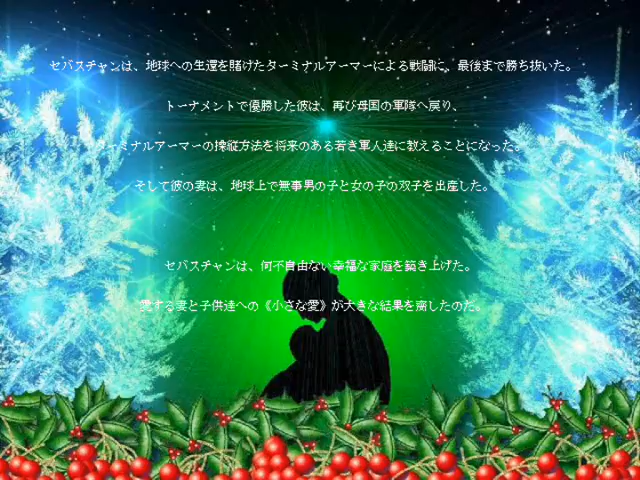 セバスチャンは、地球への生還を賭けたターミナルアーマーによる戦闘に、最後まで勝ち抜いた。
トーナメントで優勝した彼は、再び母国の軍隊へ戻り、
ターミナルアーマーの操縦方法を将来のある若き軍人達に教えることになった。
そして彼の妻は、地球上で無事男の子と女の子の双子を出産した。
セバスチャンは、何不自由ない幸福な家庭を築き上げた。
愛する妻と子供達への《小さな愛》が大きな結果を齎したのだ。